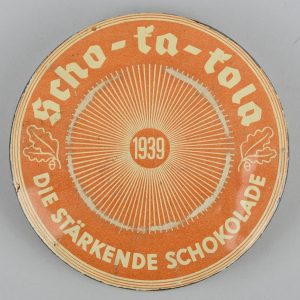 Scho-ka-kola
1939
DIE STÄRKENDE SCHOKOLADE